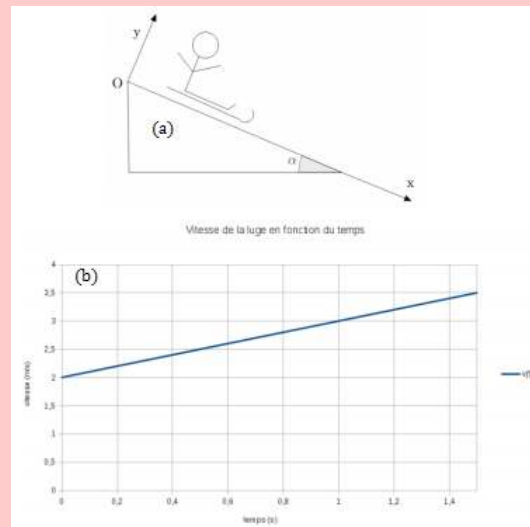 y
O
(a)
α
x
Vitesse de la luge en fonction du temps
(b)
4
3,5
3
2,5
2
1,5
1
0,5
0
vitesse (m/s)
0 0,2 0,4 0,6 0,8 1 1,2 1,4
temps (s)